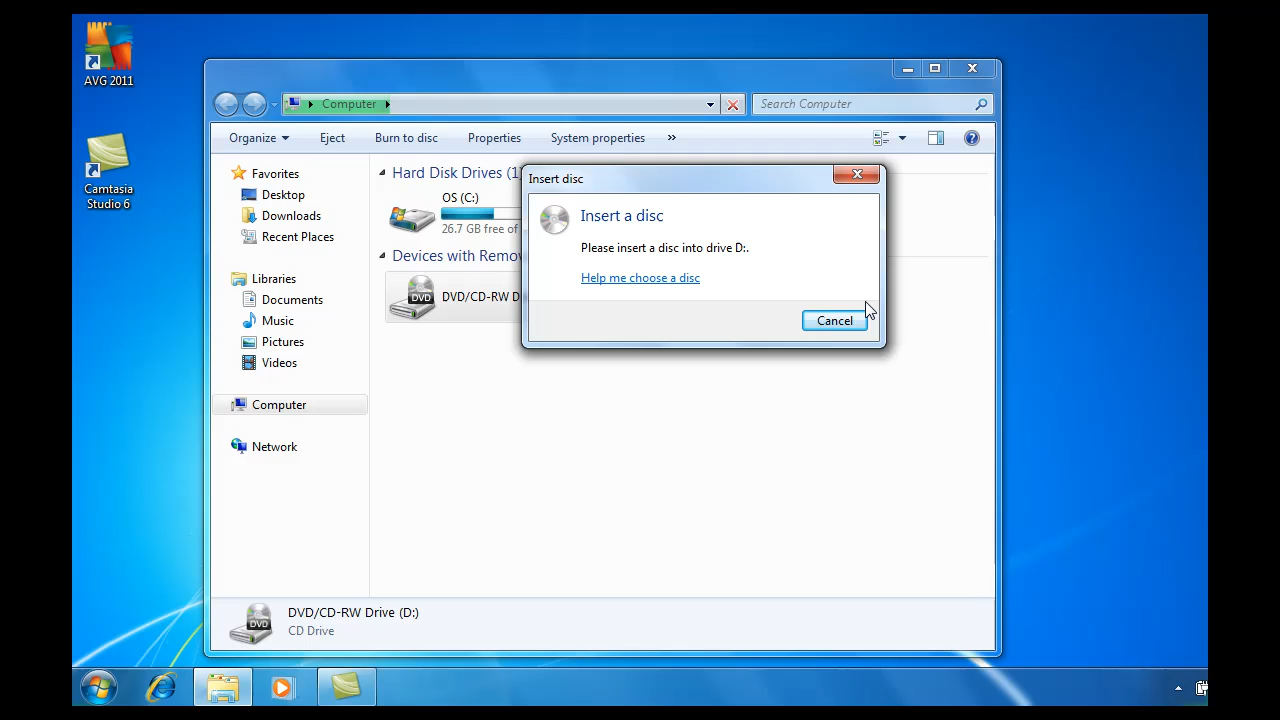 AVG 2011
Camtasia
Studio 6
Computer
Search Computer
Organize
Eject
Burn to disc
Properties
System properties
»
Favorites
Desktop
Downloads
Recent Places
Libraries
Documents
Music
Pictures
Videos
Computer
Network
Hard Disk Drives (1
OS (C:)
26.7 GB free of
Devices with Remov
DVD
DVD/CD-RW D
Insert disc
Insert a disc
Please insert a disc into drive D:.
Help me choose a disc
Cancel
DVD
DVD/CD-RW Drive (D:)
CD Drive